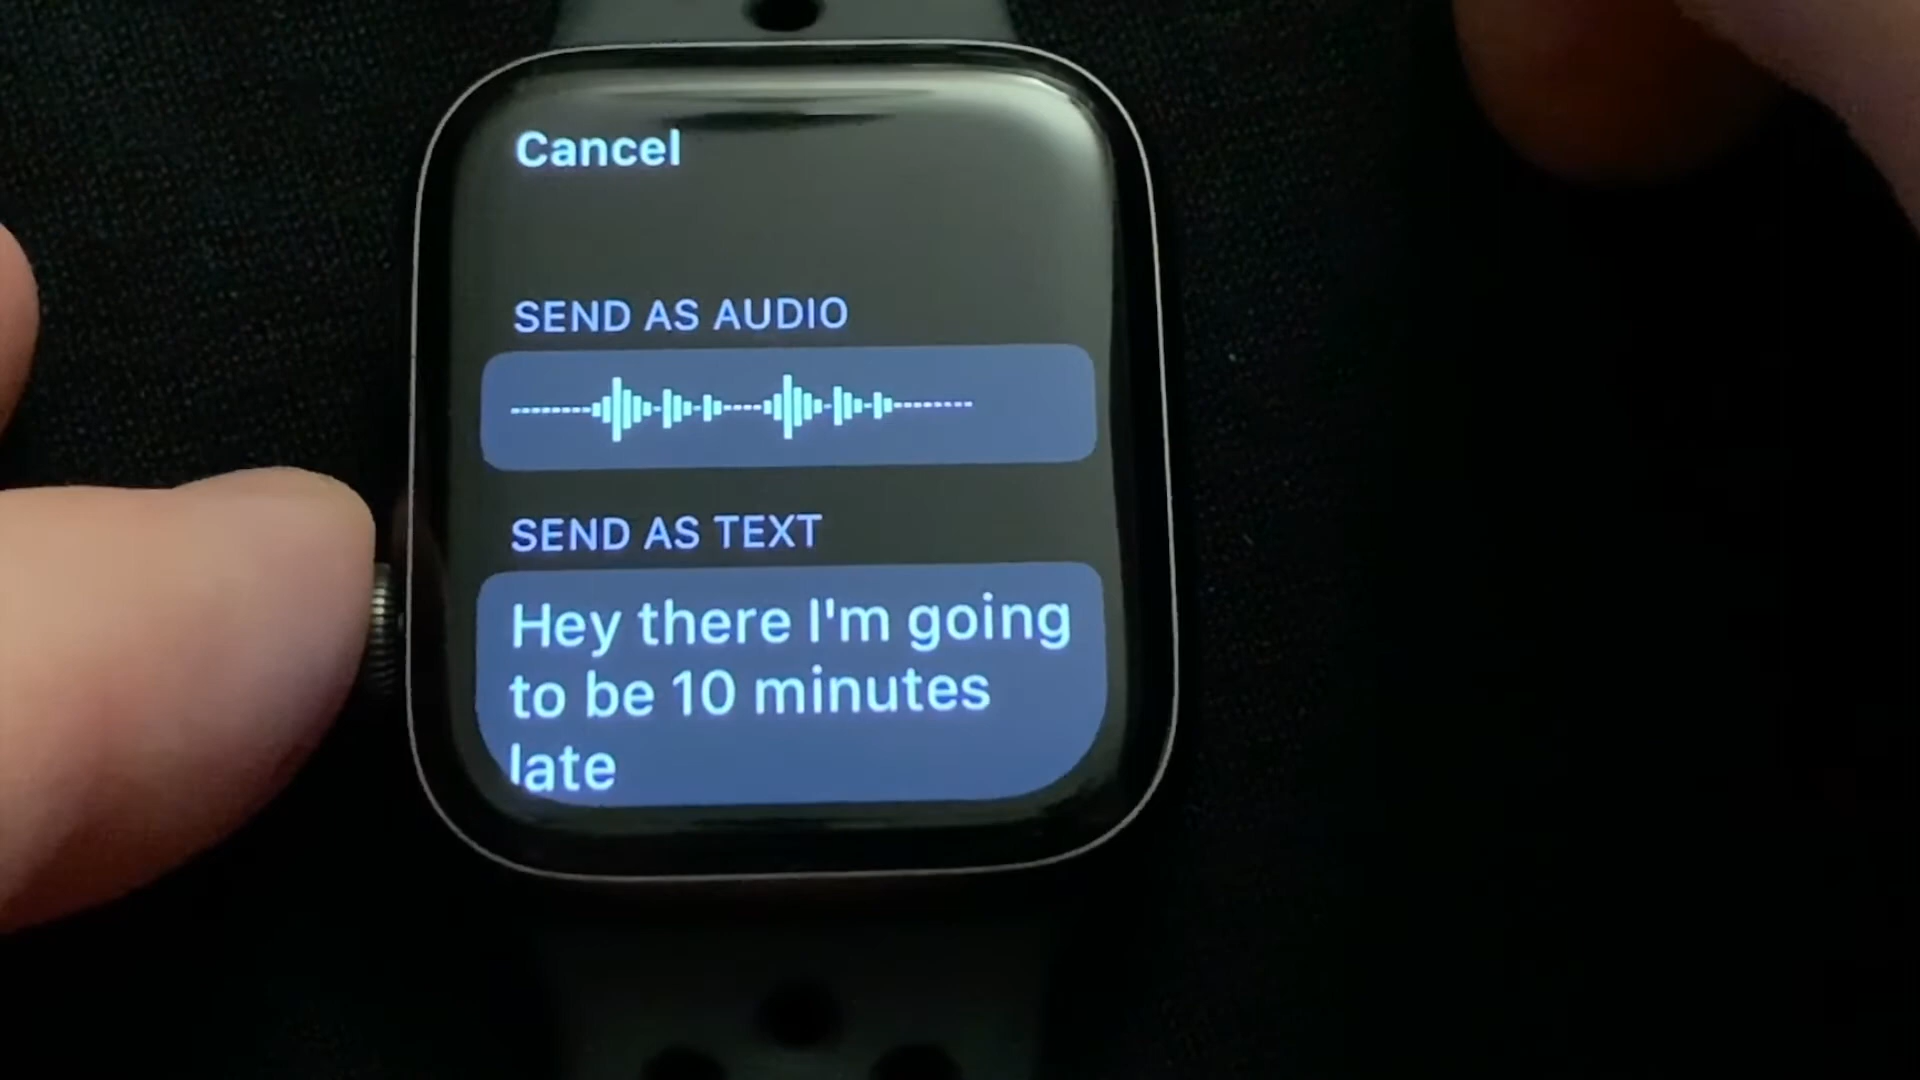 Cancel
SEND AS AUDIO
SEND AS TEXT
Hey there I'm going
to be 10 minutes
late